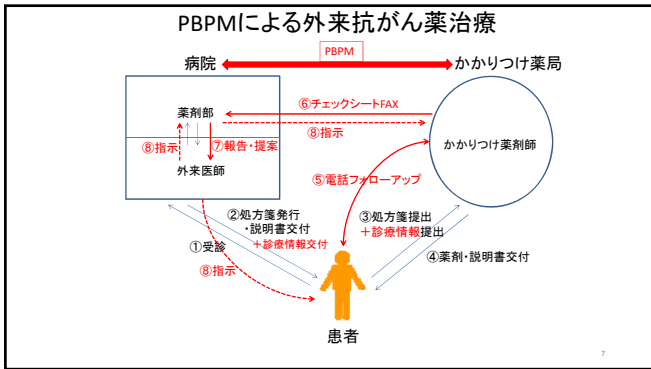 PBPMによる外来抗がん薬治療
PBPM
病院
かかりつけ薬局
⑥チェックシートFAX
薬剤部
⑧指示
⑧指示
⑦報告・提案
かかりつけ薬剤師
外来医師
⑤電話フォローアップ
②処方箋発行
・説明書交付
＋診療情報交付
③処方箋提出
＋診療情報提出
①受診
④薬剤・説明書交付
⑧指示
患者
7